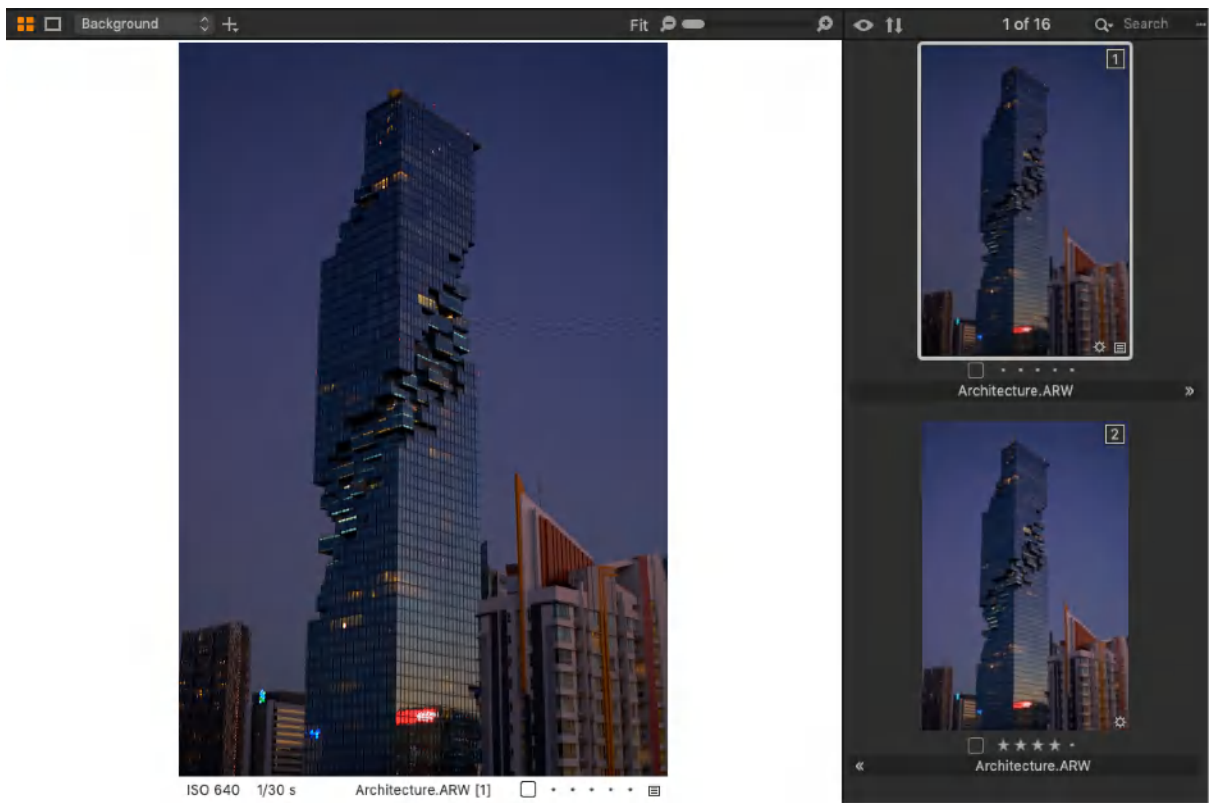 Background
Fit
1 of 16
Search
1
Architecture.ARW
2
Architecture.ARW
ISO 640 1/30 s Architecture.ARW [1]